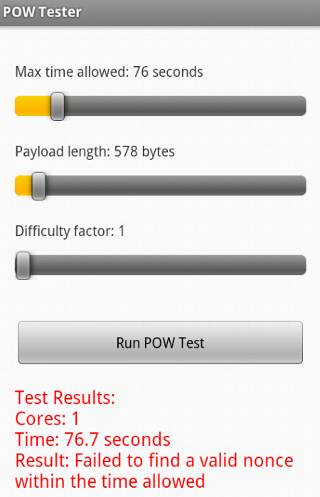 POW Tester
Max time allowed: 76 seconds
Payload length: 578 bytes
Difficulty factor: 1
Run POW Test
Test Results:
Cores: 1
Time: 76.7 seconds
Result: Failed to find a valid nonce
within the time allowed